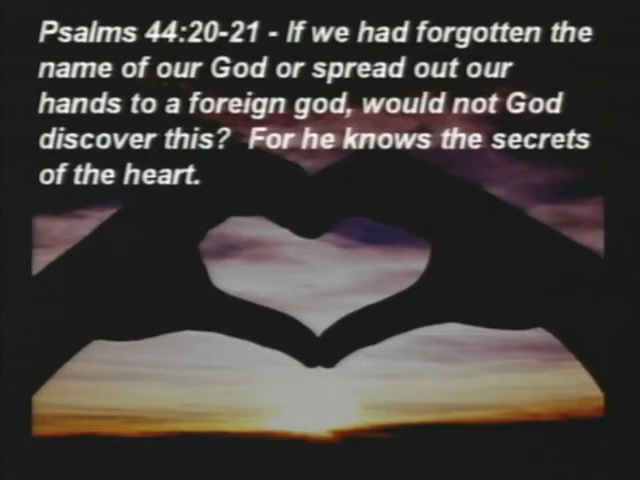 Psalms 44:20-21 - If we had forgotten the
name of our God or spread out our
hands to a foreign god, would not God
discover this?  For he knows the secrets
of the heart.